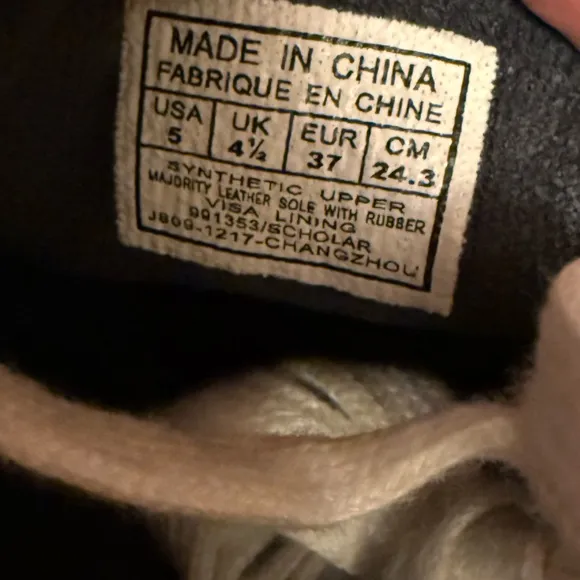 MADE IN CHINA
FABRIQUE EN CHINE
USA UK EUR CM
5 4½ 37 24.3
SYNTHETIC UPPER
MAJORITY LEATHER SOLE WITH RUBBER
VISA LINING
991353/SCHOLAR
J869-1217-CHANGZHOU